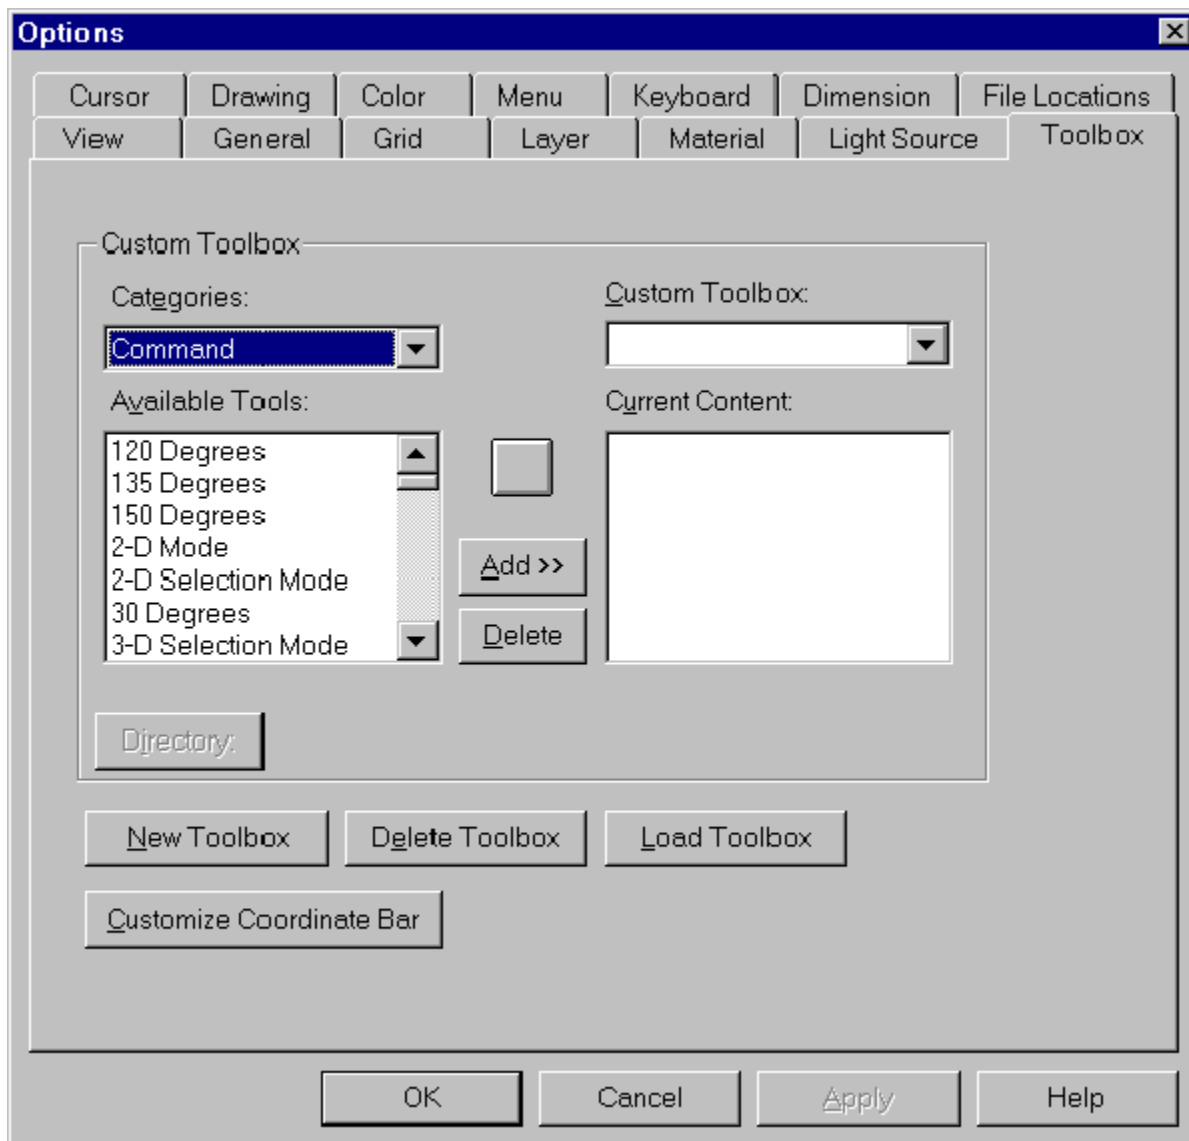 Options
Cursor Drawing Color Menu Keyboard Dimension File Locations
View General Grid Layer Material Light Source Toolbox
Custom Toolbox
Categories: Custom Toolbox:
Command
Available Tools: Current Content:
120 Degrees
135 Degrees
150 Degrees
2-D Mode
2-D Selection Mode
30 Degrees
3-D Selection Mode
Add >>
Delete
Directory:
New Toolbox Delete Toolbox Load Toolbox
Customize Coordinate Bar
OK Cancel Apply Help